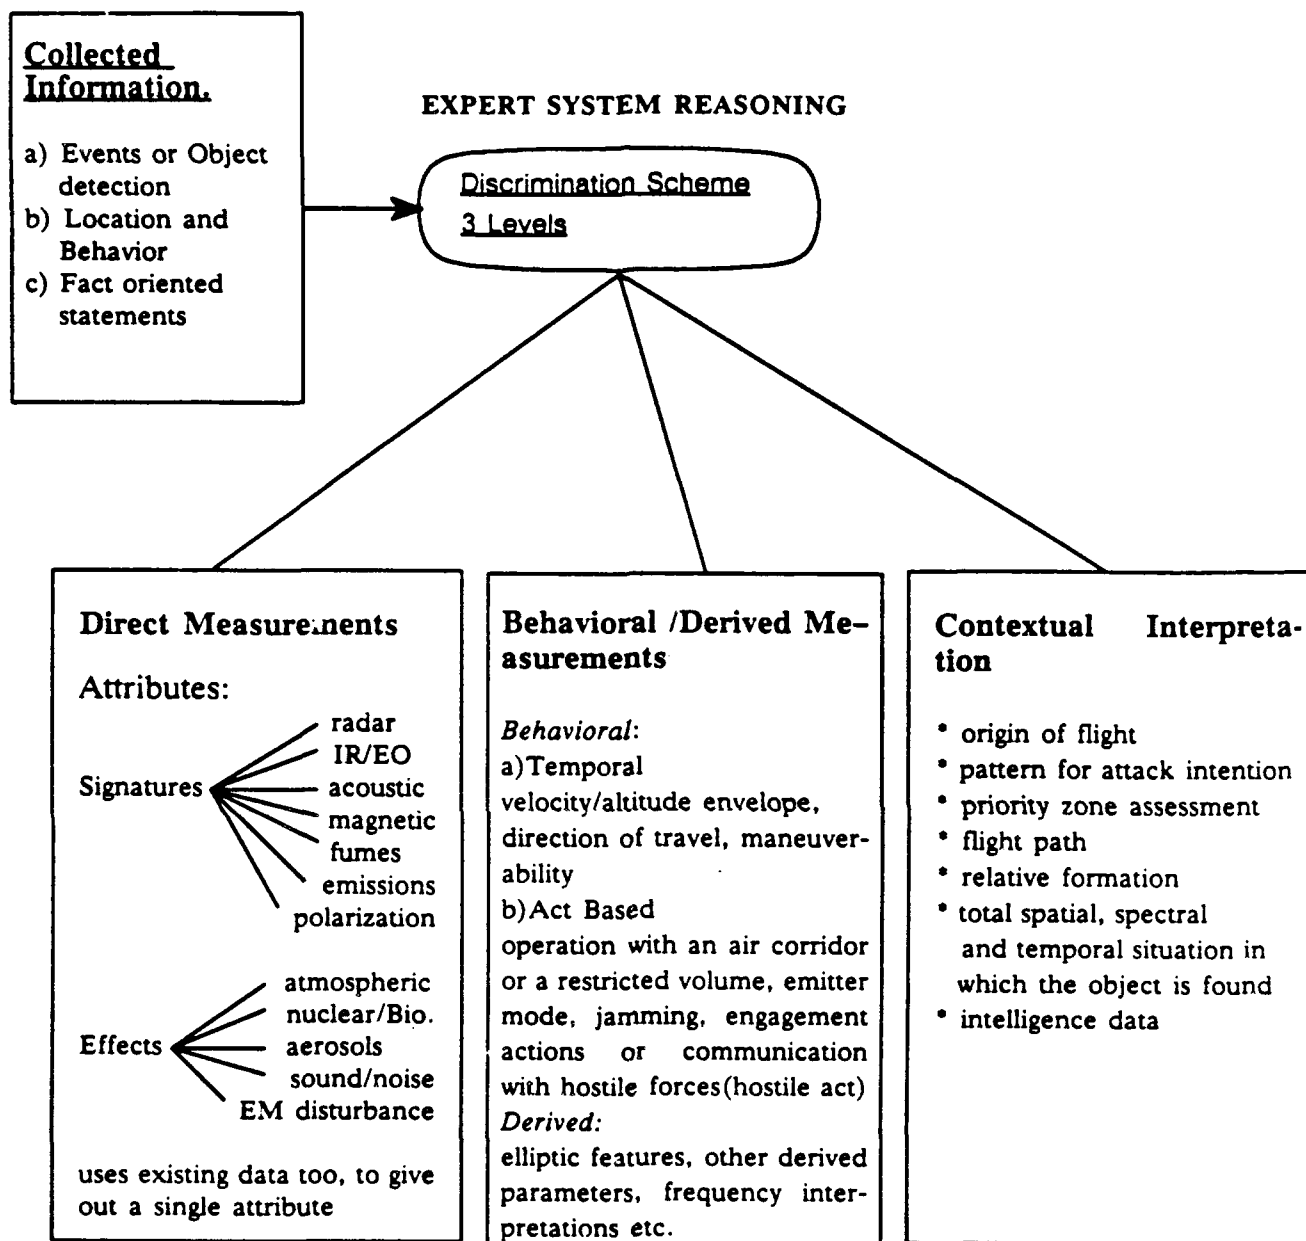 Collected
Information.
a) Events or Object
detection
b) Location and
Behavior
c) Fact oriented
statements
EXPERT SYSTEM REASONING
Discrimination Scheme
3 Levels
Direct Measurements
Attributes:
Signatures
radar
IR/EO
acoustic
magnetic
fumes
emissions
polarization
Effects
atmospheric
nuclear/Bio.
aerosols
sound/noise
EM disturbance
uses existing data too, to give
out a single attribute
Behavioral /Derived Me-
asurements
Behavioral:
a)Temporal
velocity/altitude envelope,
direction of travel, maneuver-
ability
b)Act Based
operation with an air corridor
or a restricted volume, emitter
mode, jamming, engagement
actions or communication
with hostile forces(hostile act)
Derived:
elliptic features, other derived
parameters, frequency inter-
pretations etc.
Contextual Interpreta-
tion
* origin of flight
* pattern for attack intention
* priority zone assessment
* flight path
* relative formation
* total spatial, spectral
and temporal situation in
which the object is found
* intelligence data